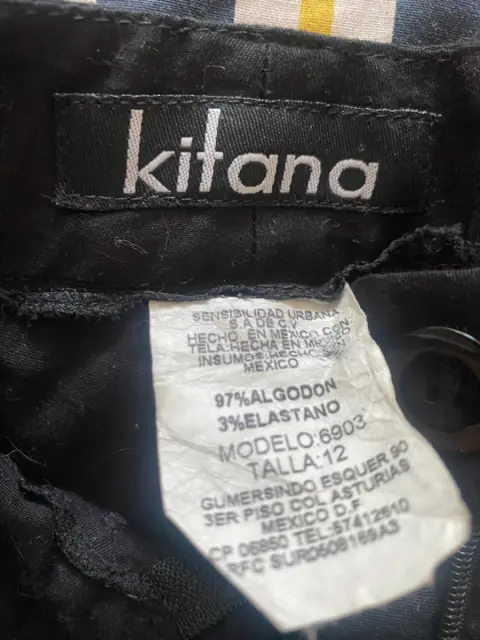 kitana
SENSIBILIDAD URBANA
S.A DE C.V
HECHO EN MEXICO CON
TELA:HECHA EN MEXICO
INSUMOS:HECHO EN
MEXICO
97%ALGODON
3%ELASTANO
MODELO:6903
TALLA:12
GUMERSINDO ESQUER 90
3ER PISO COL ASTURIAS
MEXICO D.F
CP 06850 TEL:57412610
RFC SUR0508169A3